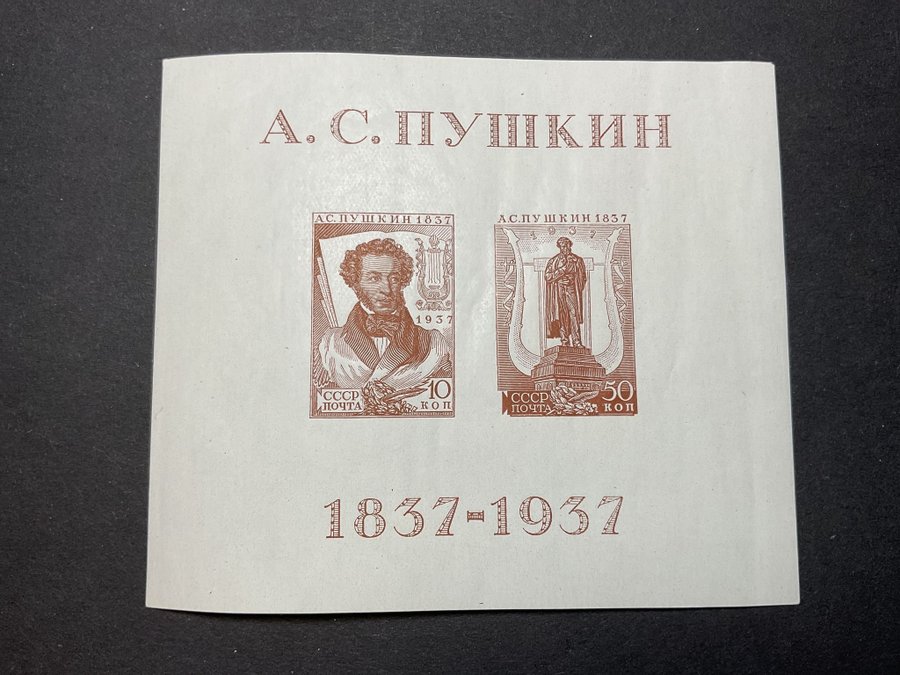 А. С. ПУШКИН
А.С.ПУШКИН 1837
1937
СССР
ПОЧТА
10
КОП
А.С.ПУШКИН 1837
1937
СССР
ПОЧТА
50
КОП
1837-1937